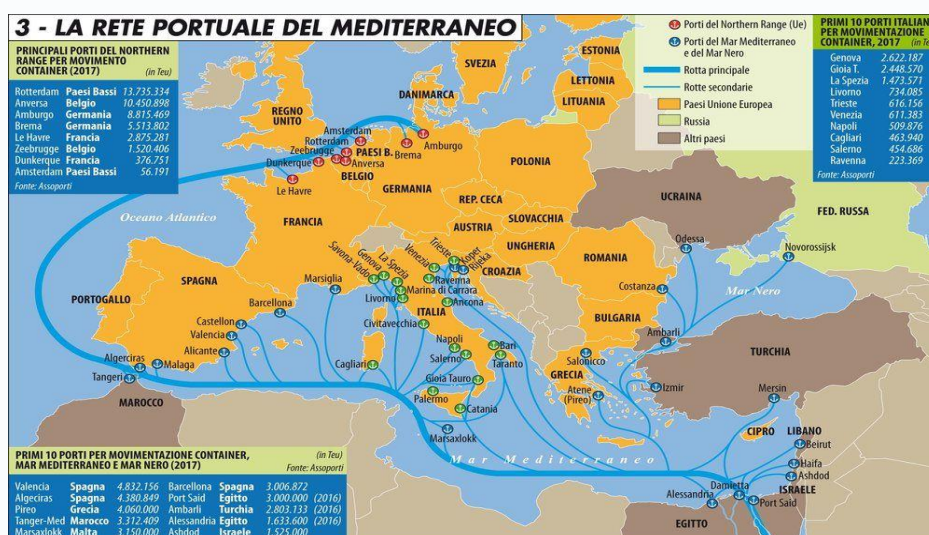 3 - LA RETE PORTUALE DEL MEDITERRANEO
PRINCIPALI PORTI DEL NORTHERN
RANGE PER MOVIMENTO
CONTAINER (2017) (in Teu)
Rotterdam Paesi Bassi 13.735.334
Anversa Belgio 10.450.898
Amburgo Germania 8.815.469
Brema Germania 5.513.802
Le Havre Francia 2.875.281
Zeebrugge Belgio 1.520.406
Dunkerque Francia 376.751
Amsterdam Paesi Bassi 56.191
Fonte: Assoporti
Porti del Northern Range (Ue)
Porti del Mar Mediterraneo
e del Mar Nero
Rotta principale
Rotte secondarie
Paesi Unione Europea
Russia
Altri paesi
PRIMI 10 PORTI ITALIAN
PER MOVIMENTAZIONE
CONTAINER, 2017 (in Te
Genova 2.622.187
Gioia T. 2.448.570
La Spezia 1.473.571
Livorno 734.085
Trieste 616.156
Venezia 611.383
Napoli 509.876
Cagliari 463.940
Salerno 454.686
Ravenna 223.369
SVEZIA
ESTONIA
LETTONIA
LITUANIA
DANIMARCA
REGNO
UNITO
Amsterdam
Rotterdam
Zeebrugge
Dunkerque
PAESI B.
Brema
Amburgo
Anversa
BELGIO
Le Havre
GERMANIA
POLONIA
REP. CECA
SLOVACCHIA
AUSTRIA
UNGHERIA
UCRAINA
FED. RUSSA
Oceano Atlantico
FRANCIA
Odessa
Novorossijsk
ROMANIA
Costanza
Mar Nero
BULGARIA
Ambarli
TURCHIA
CROAZIA
Savona-Vado
Genova
La Spezia
Venezia
Trieste
Koper
Rijeka
Ravenna
Marina di Carrara
Livorno
Ancona
ITALIA
Civitavecchia
Marsiglia
SPAGNA
PORTOGALLO
Barcellona
Castellon
Valencia
Alicante
Algerciras
Malaga
Tangeri
MAROCCO
Cagliari
Napoli
Salerno
Bari
Taranto
Gioia Tauro
Palermo
Catania
Marsaxlokk
Salonicco
GRECIA
Atene
(Pireo)
Izmir
Mersin
CIPRO
LIBANO
Beirut
Haifa
Ashdod
ISRAELE
Mar Mediterraneo
Damietta
Alessandria
Port Said
EGITTO
PRIMI 10 PORTI PER MOVIMENTAZIONE CONTAINER, (in Teu)
MAR MEDITERRANEO E MAR NERO (2017) Fonte: Assoporti
Valencia Spagna 4.832.156 Barcellona Spagna 3.006.872
Algeciras Spagna 4.380.849 Port Said Egitto 3.000.000 (2016)
Pireo Grecia 4.060.000 Ambarli Turchia 2.803.133 (2016)
Tanger-Med Marocco 3.312.409 Alessandria Egitto 1.633.600 (2016)
Marsaxlokk Malta 3.150.000 Ashdod Israele 1.525.000